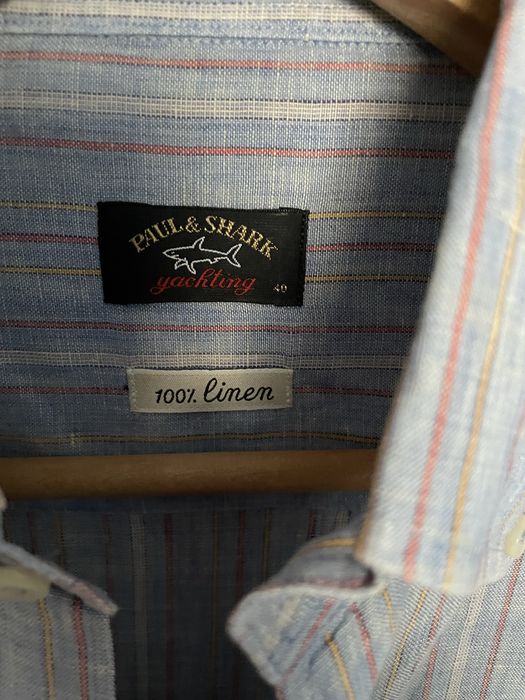 PAUL & SHARK
yachting
40
100% linen